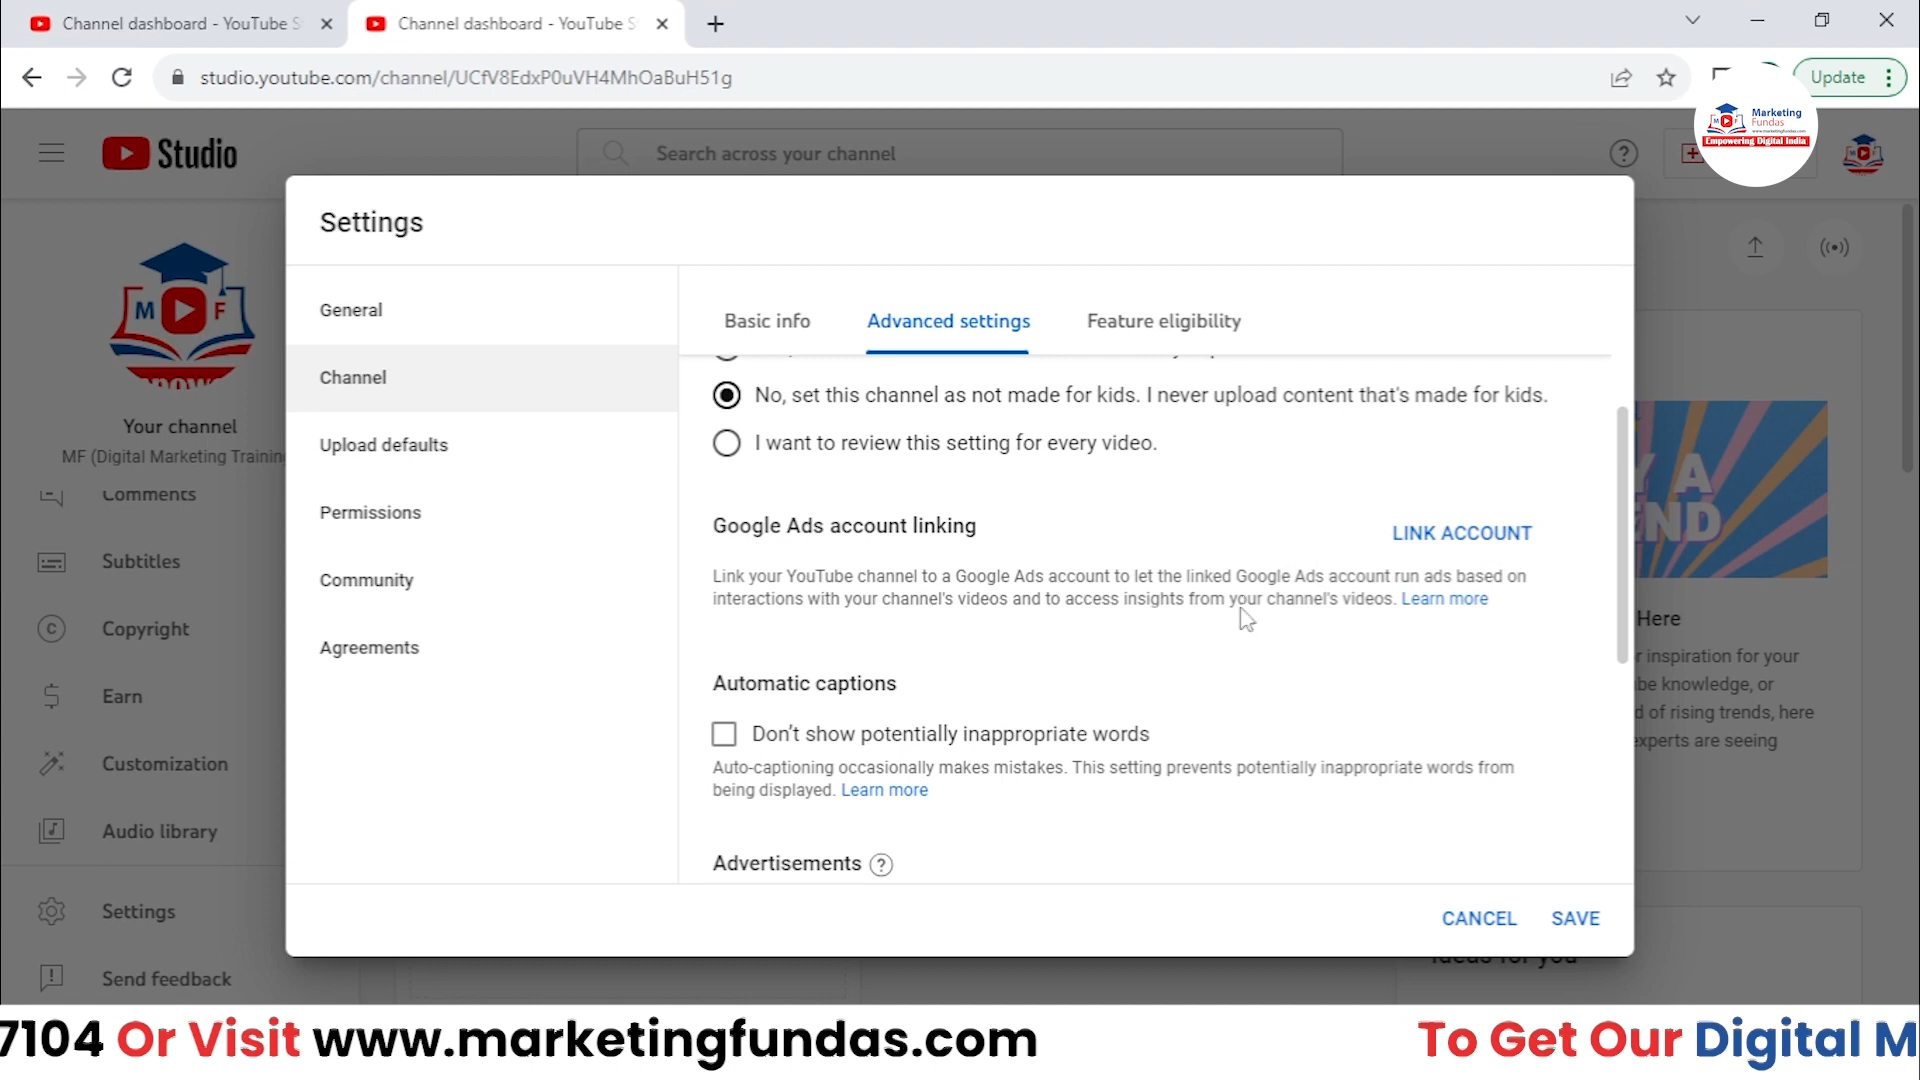 Channel dashboard - YouTube S
Channel dashboard - YouTube S
studio.youtube.com/channel/UCfV8EdxP0uVH4MhOaBuH51g
Update
Marketing
Fundas
www.marketingfundas.com
Empowering Digital India
Studio
Search across your channel
M F
Your channel
MF (Digital Marketing Training
Comments
Subtitles
Copyright
Earn
Customization
Audio library
Settings
Send feedback
Settings
General
Channel
Upload defaults
Permissions
Community
Agreements
Basic info
Advanced settings
Feature eligibility
No, set this channel as not made for kids. I never upload content that's made for kids.
I want to review this setting for every video.
Google Ads account linking
LINK ACCOUNT
Link your YouTube channel to a Google Ads account to let the linked Google Ads account run ads based on
interactions with your channel's videos and to access insights from your channel's videos. Learn more
Automatic captions
Don't show potentially inappropriate words
Auto-captioning occasionally makes mistakes. This setting prevents potentially inappropriate words from
being displayed. Learn more
Advertisements
CANCEL
SAVE
Y A
END
Here
r inspiration for your
be knowledge, or
d of rising trends, here
experts are seeing
Ideas for you
7104 Or Visit www.marketingfundas.com
To Get Our Digital M